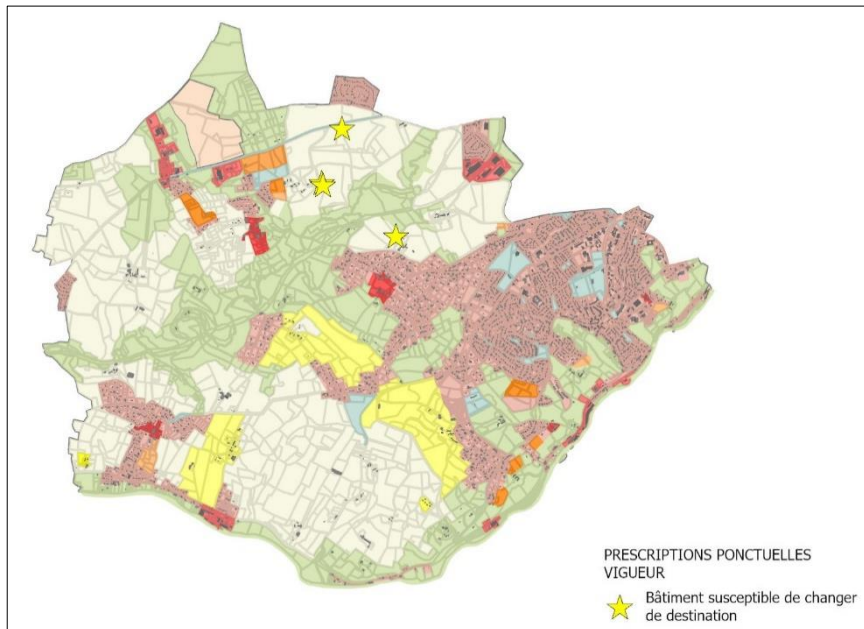 PRESCRIPTIONS PONCTUELLES
VIGUEUR
Bâtiment susceptible de changer
de destination